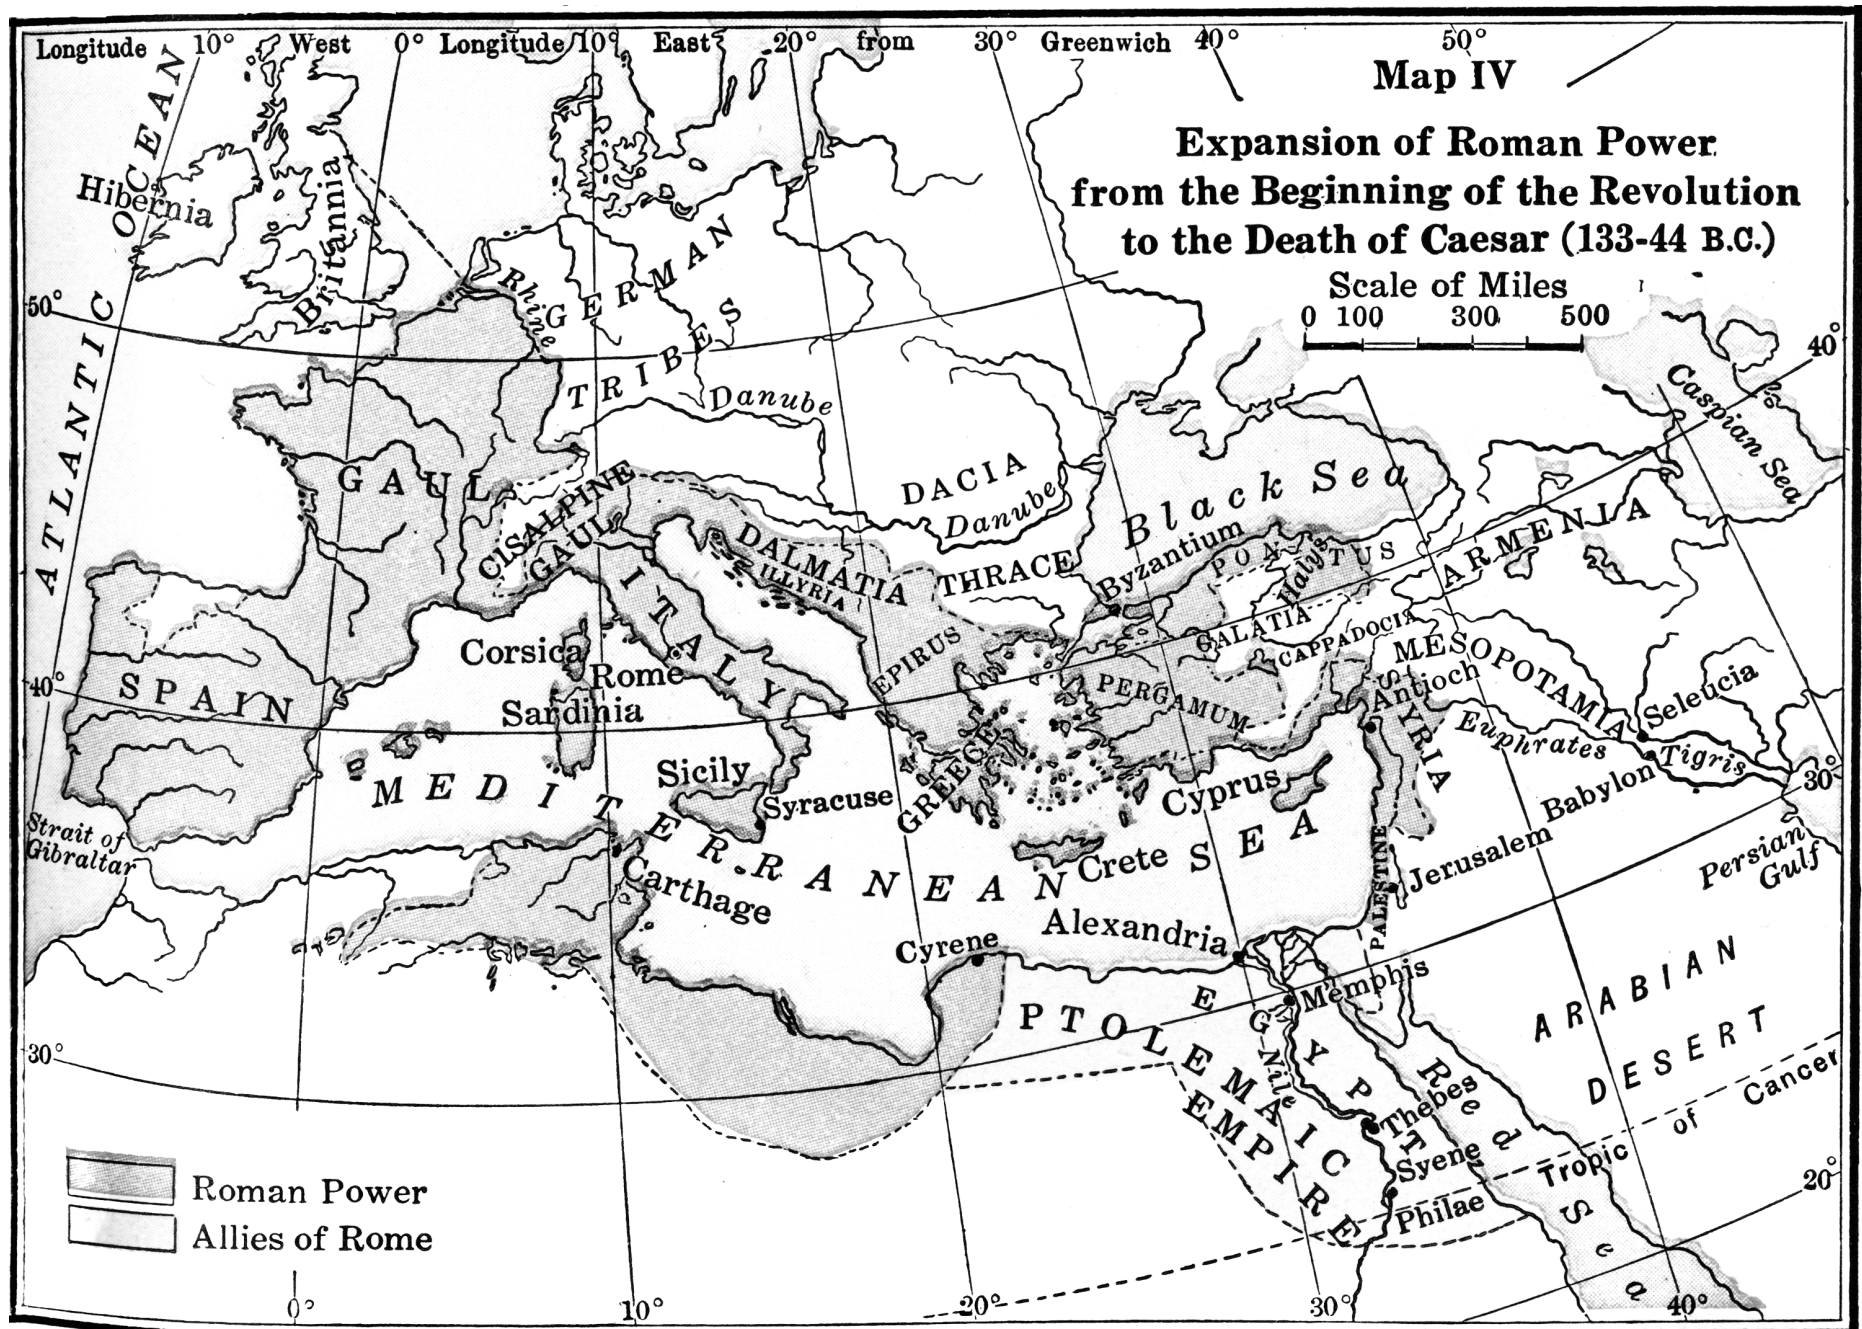 Longitude 10° West 0° Longitude 10° East 20° from 30° Greenwich 40° 50°
Map IV
Expansion of Roman Power
from the Beginning of the Revolution
to the Death of Caesar (133-44 B.C.)
Scale of Miles
0 100 300 500
ATLANTIC OCEAN
Hibernia
Britannia
50°
40°
Rhine
GERMAN
TRIBES
Danube
Caspian Sea
GAUL
CISALPINE
GAUL
DACIA
Danube
Black Sea
DALMATIA
ILLYRIA
THRACE
Byzantium
PONTUS
Halys
ARMENIA
ITALY
Corsica
Rome
Sardinia
EPIRUS
GALATIA
CAPPADOCIA
PERGAMUM
MESOPOTAMIA
Seleucia
Antioch
SYRIA
Euphrates
Tigris
Babylon
40°
SPAIN
30°
MEDITERRANEAN SEA
Sicily
Syracuse
GREECE
Cyprus
Crete
Strait of
Gibraltar
Carthage
PALESTINE
Jerusalem
Persian
Gulf
Cyrene
Alexandria
Memphis
ARABIAN
DESERT
EGYPT
PTOLEMAIC
EMPIRE
Nile
Red Sea
Thebes
Syene
Philae
Tropic of Cancer
30°
20°
Roman Power
Allies of Rome
0° 10° 20° 30° 40°